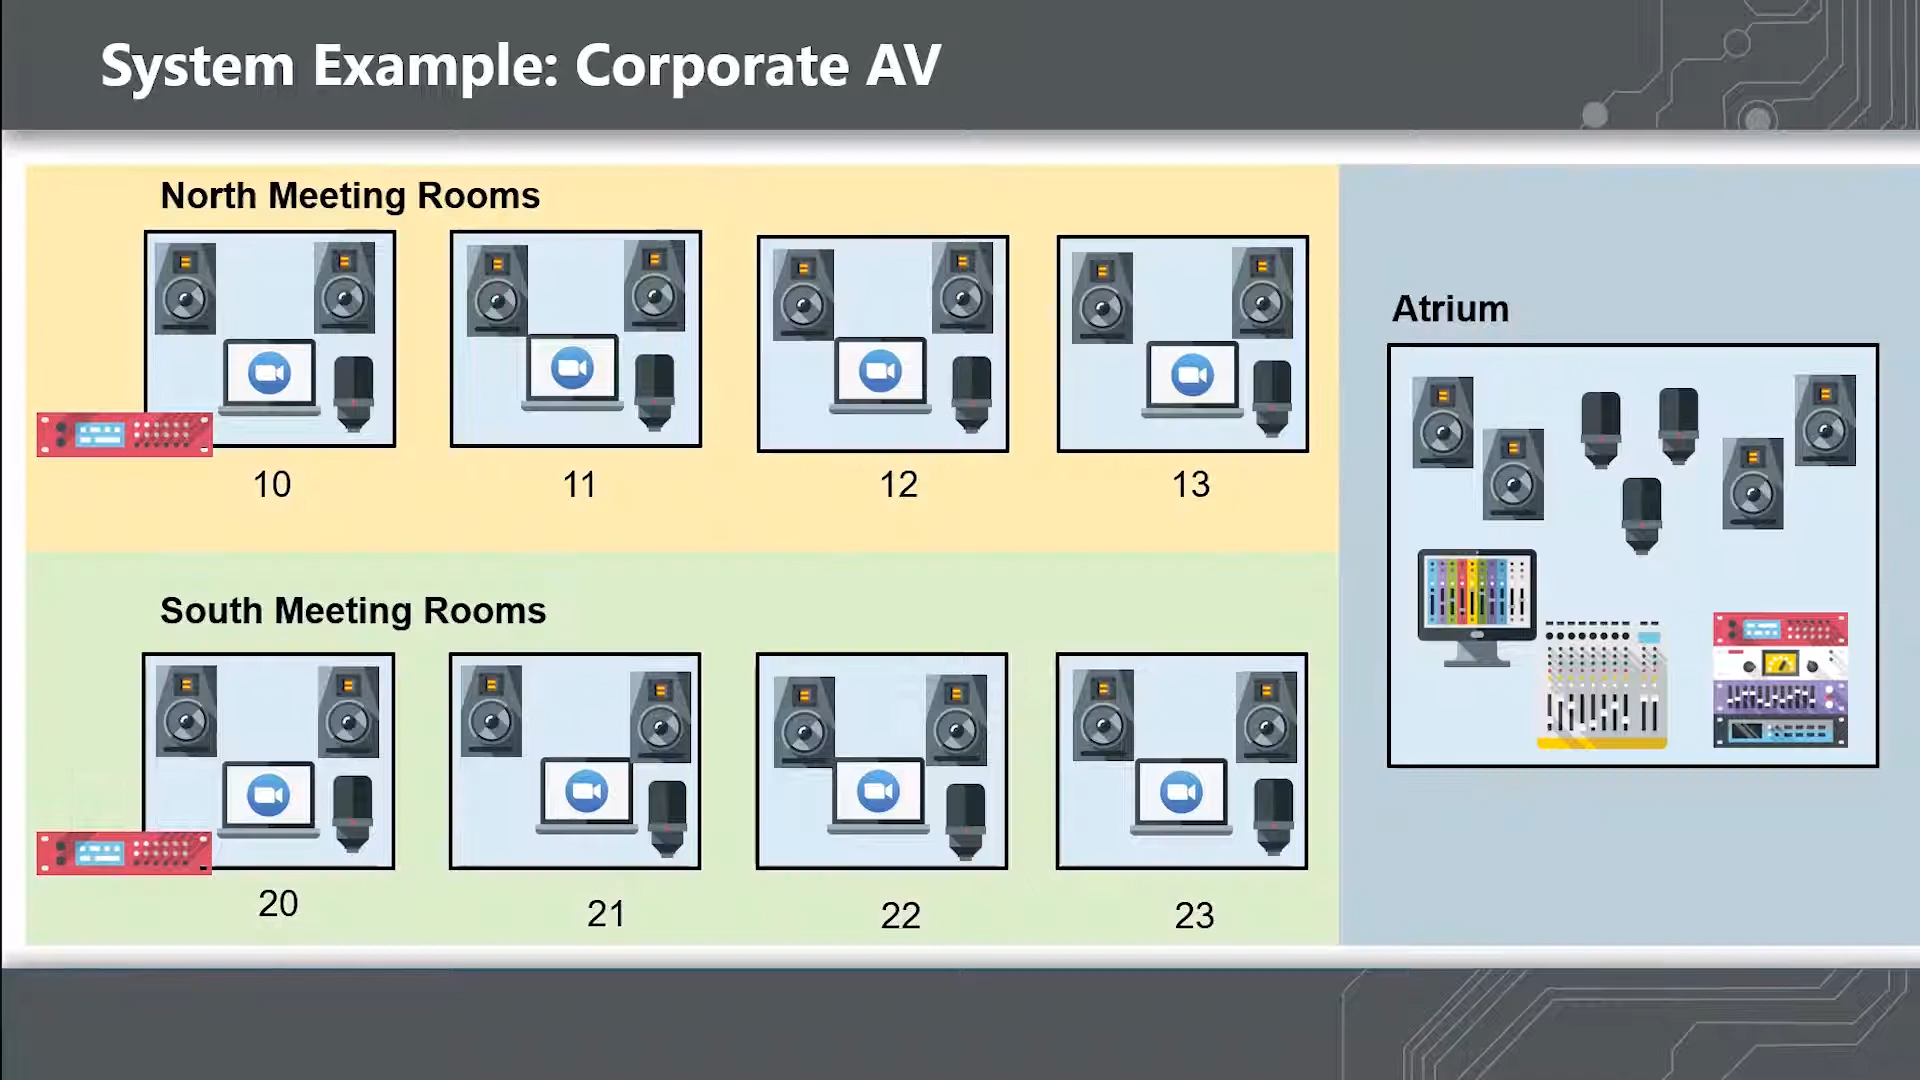 System Example: Corporate AV
North Meeting Rooms
10
11
12
13
South Meeting Rooms
20
21
22
23
Atrium